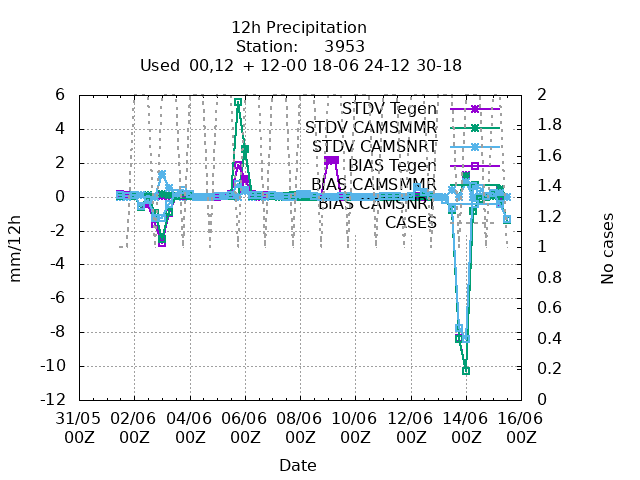 12h Precipitation
Station: 3953
Used 00,12 + 12-00 18-06 24-12 30-18
6 2
STDV Tegen
1.8
4 STDV CAMSMMR
STDV CAMSNRT 1.6
2 BIAS Tegen
BIAS CAMSMMR 1.4
0 BIAS CAMSNRT
CASES 1.2
-2
1
-4
0.8
-6
0.6
-8 0.4
-10 0.2
-12 0
31/05 02/06 04/06 06/06 08/06 10/06 12/06 14/06 16/06
00Z 00Z 00Z 00Z 00Z 00Z 00Z 00Z 00Z
Date
mm/12h
No cases